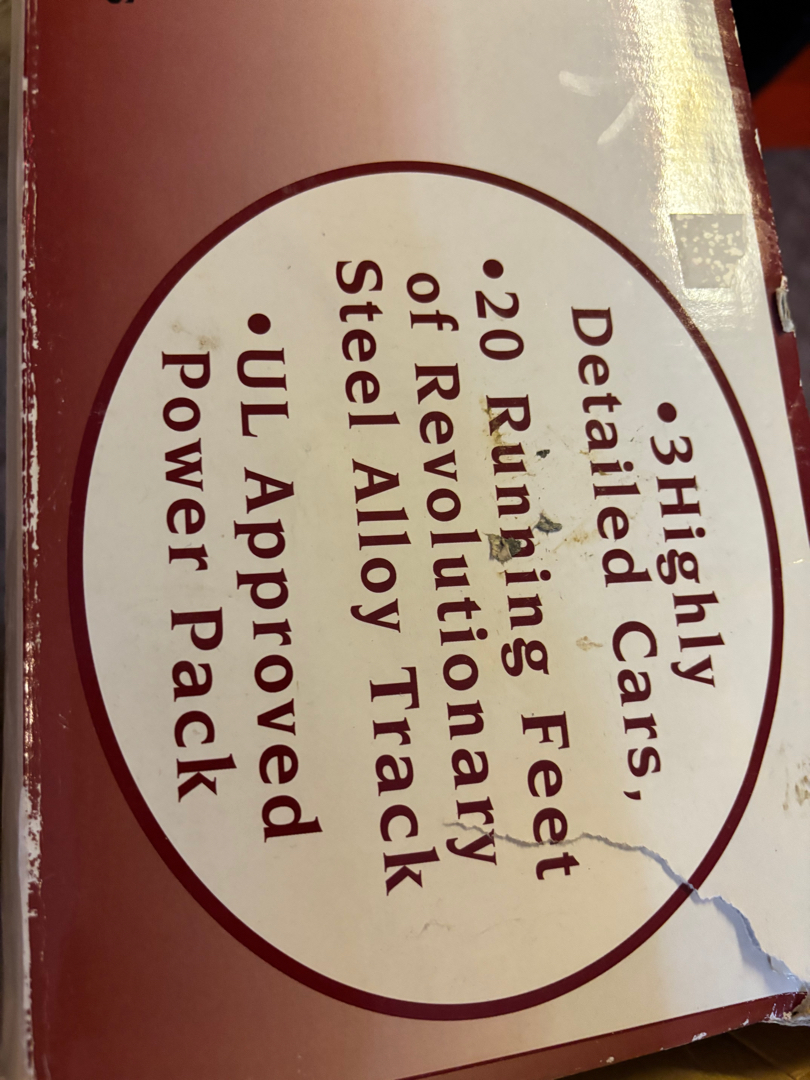 •3Highly
Detailed Cars,
•20 Running Feet
of Revolutionary
Steel Alloy Track
•UL Approved
Power Pack